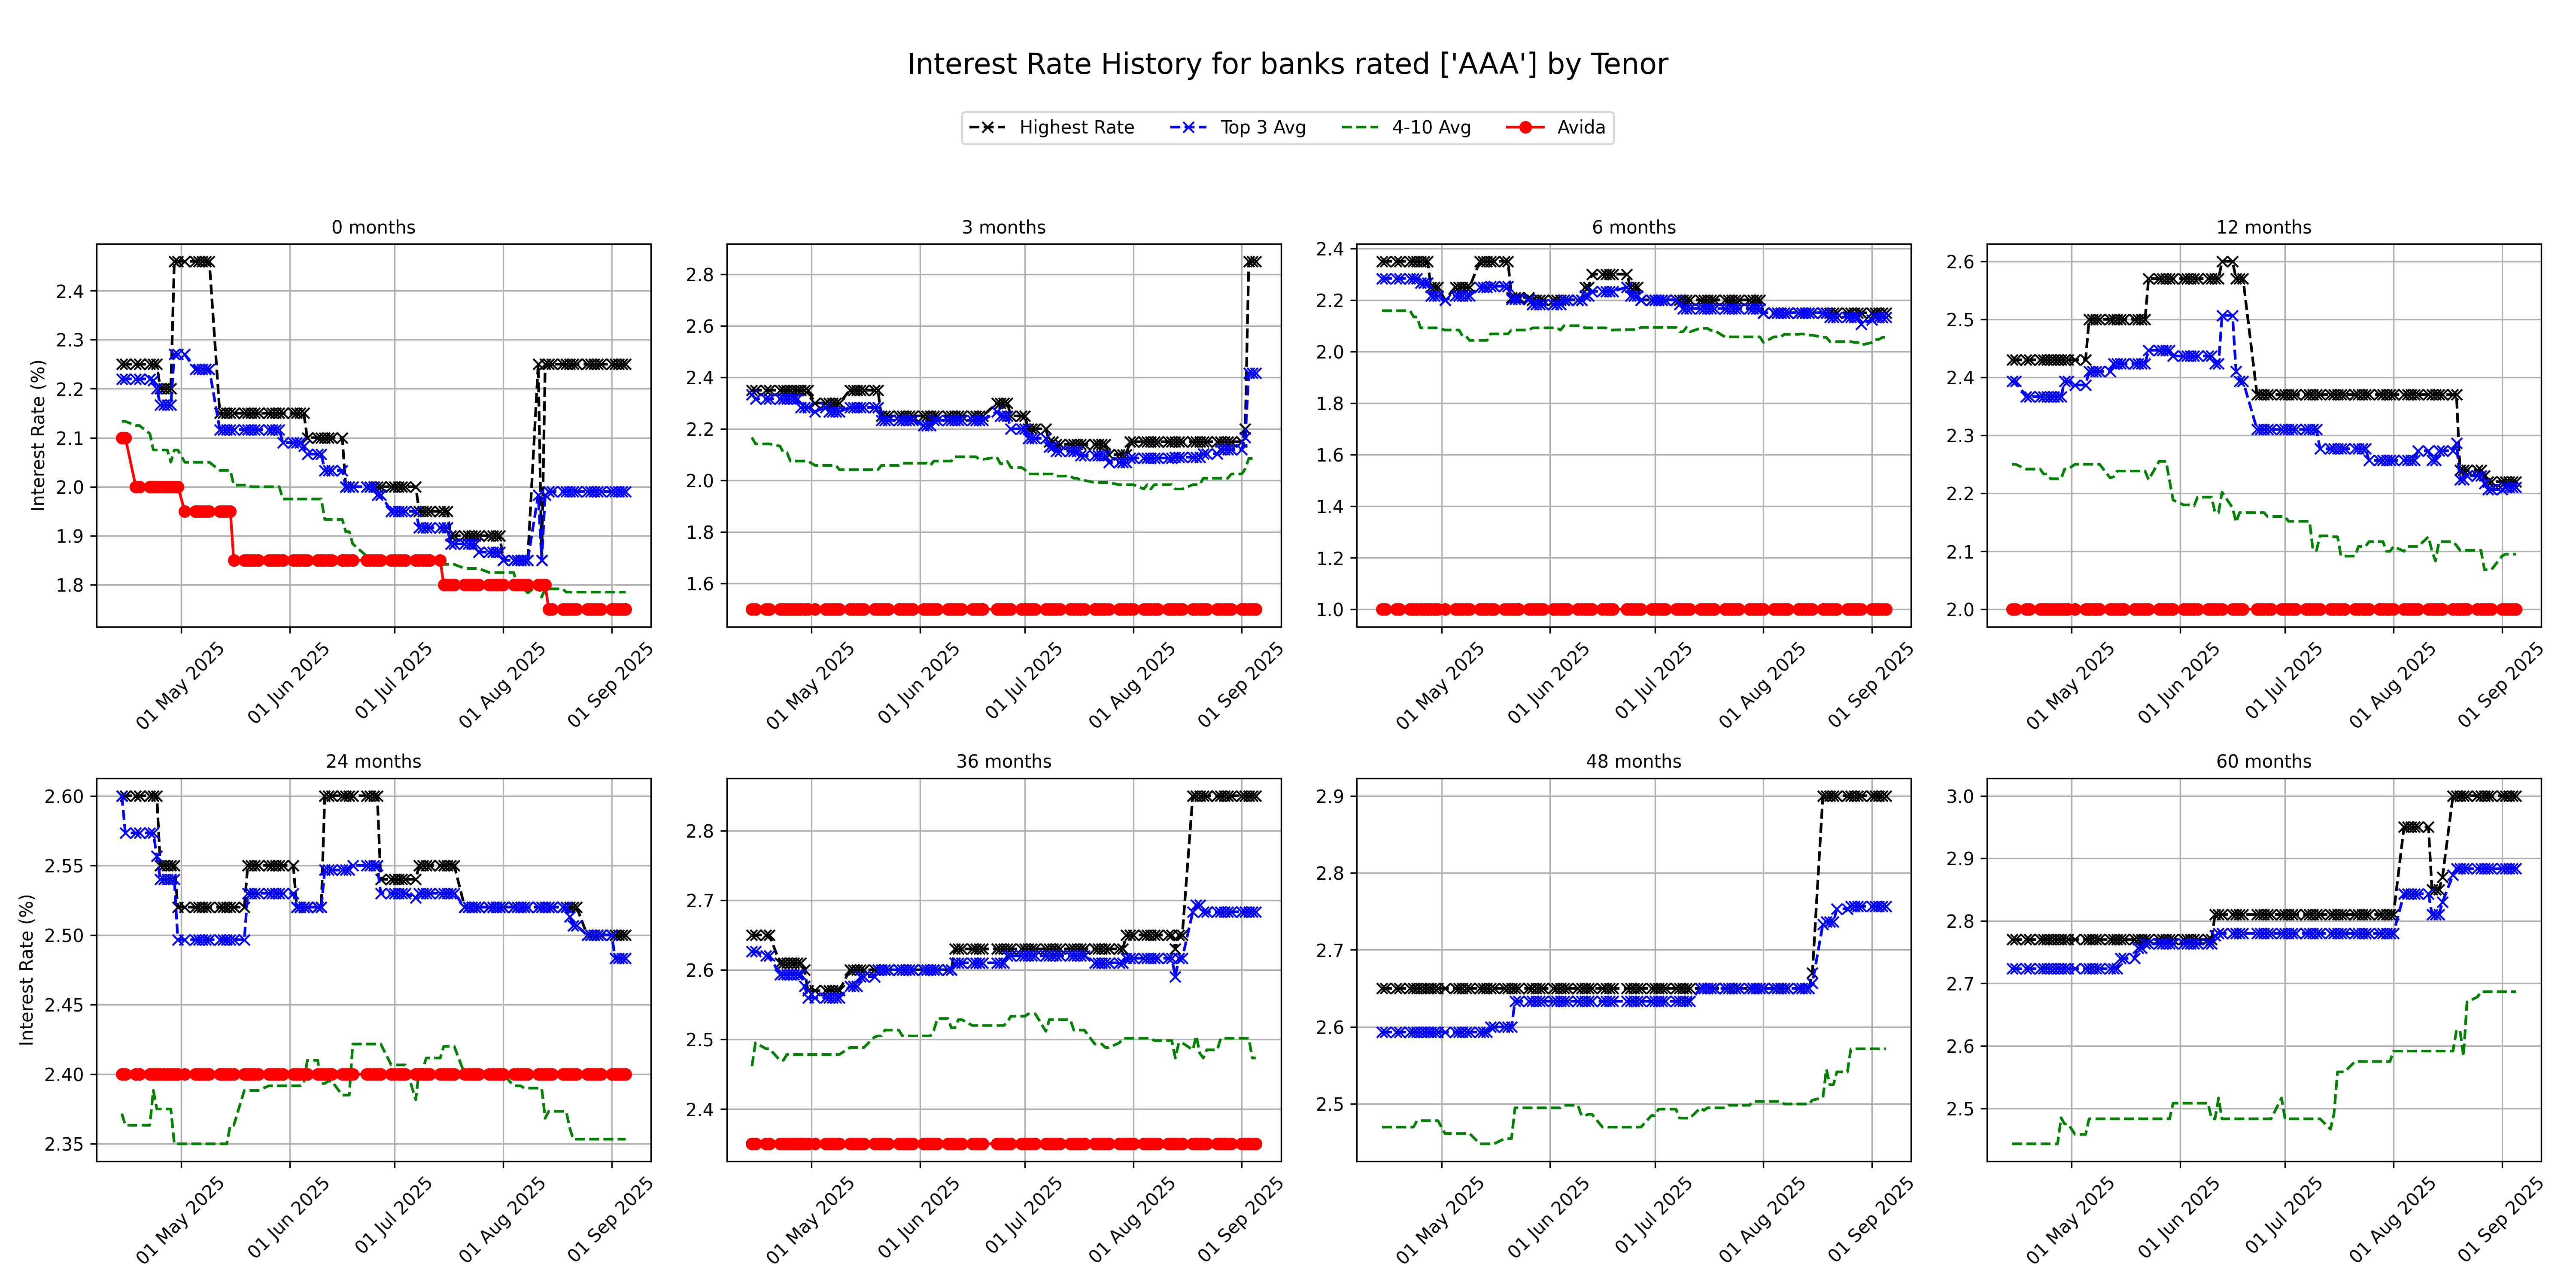 Interest Rate History for banks rated ['AAA'] by Tenor
Highest Rate Top 3 Avg 4-10 Avg Avida
0 months
Interest Rate (%)
2.4
2.3
2.2
2.1
2.0
1.9
1.8
01 May 2025 01 Jun 2025 01 Jul 2025 01 Aug 2025 01 Sep 2025
3 months
2.8
2.6
2.4
2.2
2.0
1.8
1.6
01 May 2025 01 Jun 2025 01 Jul 2025 01 Aug 2025 01 Sep 2025
6 months
2.4
2.2
2.0
1.8
1.6
1.4
1.2
1.0
01 May 2025 01 Jun 2025 01 Jul 2025 01 Aug 2025 01 Sep 2025
12 months
2.6
2.5
2.4
2.3
2.2
2.1
2.0
01 May 2025 01 Jun 2025 01 Jul 2025 01 Aug 2025 01 Sep 2025
24 months
Interest Rate (%)
2.60
2.55
2.50
2.45
2.40
2.35
01 May 2025 01 Jun 2025 01 Jul 2025 01 Aug 2025 01 Sep 2025
36 months
2.8
2.7
2.6
2.5
2.4
01 May 2025 01 Jun 2025 01 Jul 2025 01 Aug 2025 01 Sep 2025
48 months
2.9
2.8
2.7
2.6
2.5
01 May 2025 01 Jun 2025 01 Jul 2025 01 Aug 2025 01 Sep 2025
60 months
3.0
2.9
2.8
2.7
2.6
2.5
01 May 2025 01 Jun 2025 01 Jul 2025 01 Aug 2025 01 Sep 2025